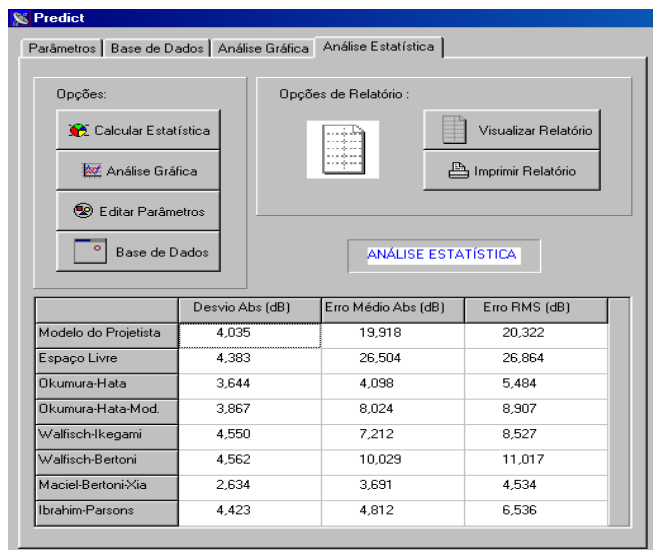 Predict
Parâmetros Base de Dados Análise Gráfica Análise Estatística
Opções:
Calcular Estatística
Análise Gráfica
Editar Parâmetros
Base de Dados
Opções de Relatório :
Visualizar Relatório
Imprimir Relatório
ANÁLISE ESTATÍSTICA
Desvio Abs (dB) Erro Médio Abs (dB) Erro RMS (dB)
Modelo do Projetista 4,035 19,918 20,322
Espaço Livre 4,383 26,504 26,864
Okumura-Hata 3,644 4,098 5,484
Okumura-Hata-Mod. 3,867 8,024 8,907
Walfisch-Ikegami 4,550 7,212 8,527
Walfisch-Bertoni 4,562 10,029 11,017
Maciel-Bertoni-Xia 2,634 3,691 4,534
Ibrahim-Parsons 4,423 4,812 6,536